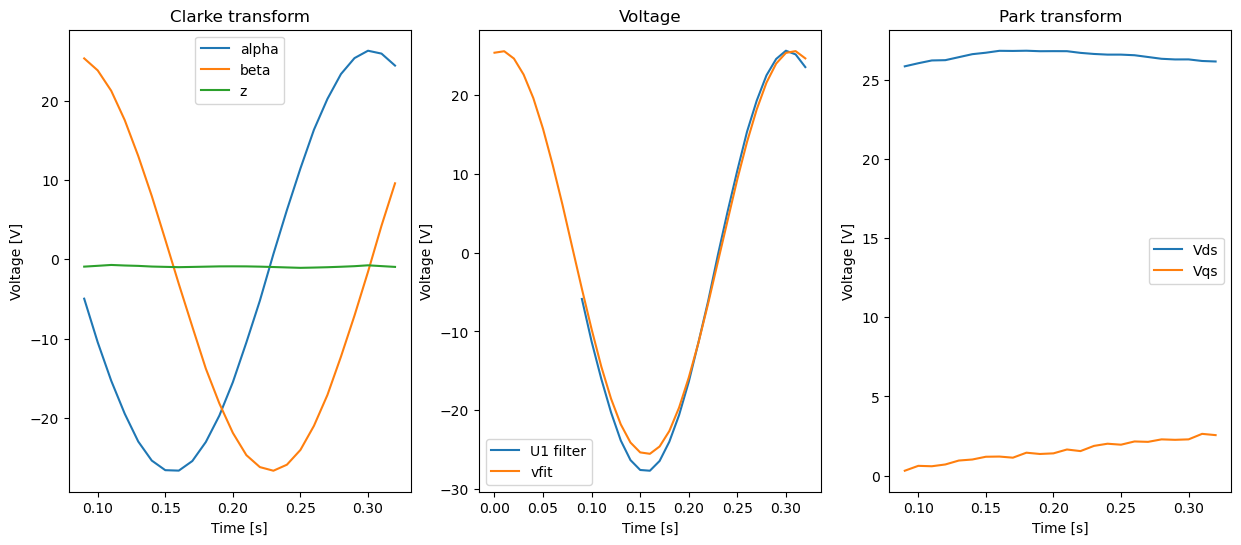 Clarke transform
Voltage [V]
20
10
0
−10
−20
alpha
beta
z
0.10 0.15 0.20 0.25 0.30
Time [s]
Voltage
Voltage [V]
20
10
0
−10
−20
−30
U1 filter
vfit
0.00 0.05 0.10 0.15 0.20 0.25 0.30
Time [s]
Park transform
Voltage [V]
25
20
15
10
5
0
Vds
Vqs
0.10 0.15 0.20 0.25 0.30
Time [s]